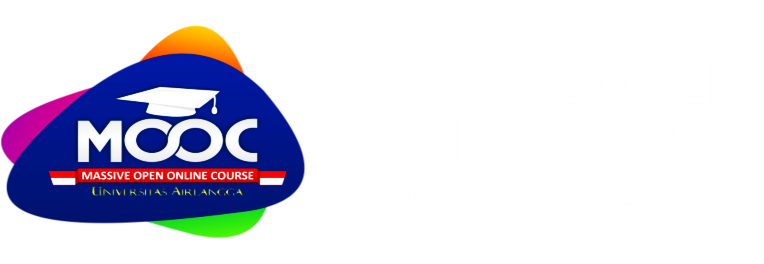 MOOC
MASSIVE OPEN ONLINE COURSE
UNIVERSITAS AIRLANGGA